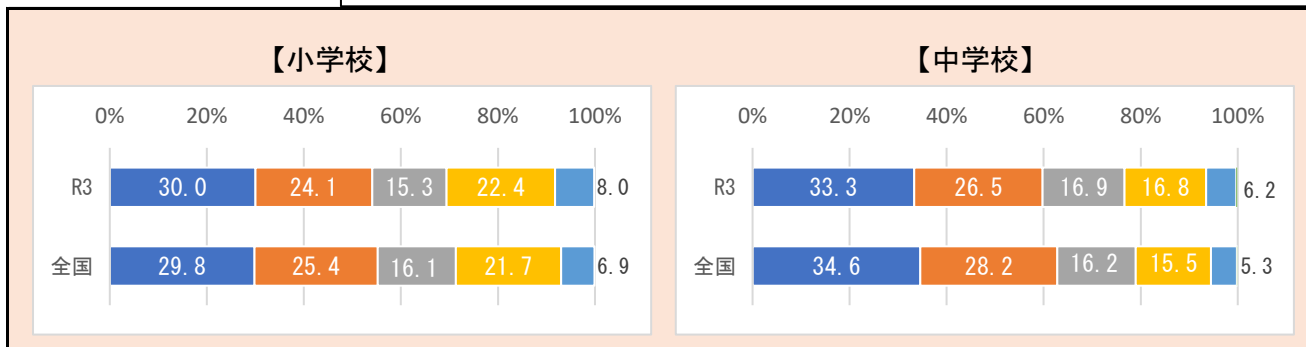 【小学校】
0% 20% 40% 60% 80% 100%
R3 30.0 24.1 15.3 22.4 8.0
全国 29.8 25.4 16.1 21.7 6.9
【中学校】
0% 20% 40% 60% 80% 100%
R3 33.3 26.5 16.9 16.8 6.2
全国 34.6 28.2 16.2 15.5 5.3